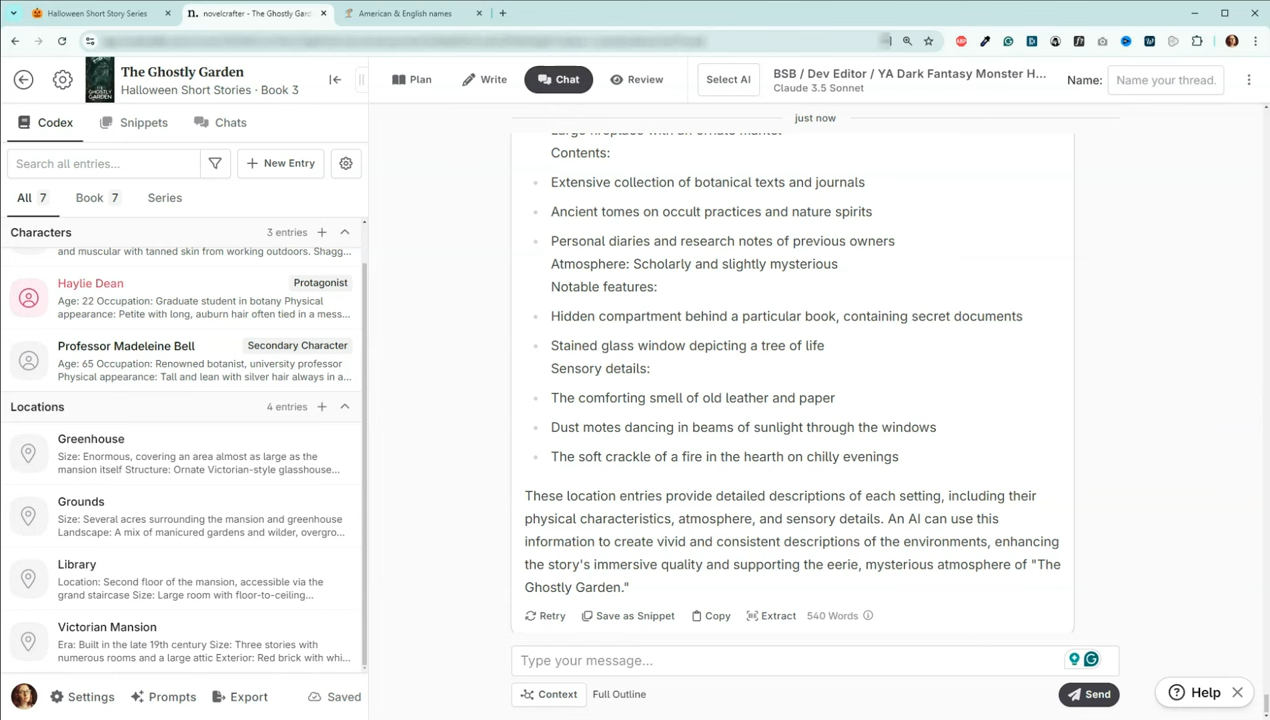 Halloween Short Story Series
novelcrafter - The Ghostly Gard
American & English names
The Ghostly Garden
Halloween Short Stories · Book 3
Plan
Write
Chat
Review
Select AI
BSB / Dev Editor / YA Dark Fantasy Monster H...
Claude 3.5 Sonnet
Name:
Name your thread.
Codex
Snippets
Chats
Search all entries...
New Entry
All 7
Book 7
Series
Characters
3 entries
and muscular with tanned skin from working outdoors. Shagg...
Haylie Dean
Protagonist
Age: 22 Occupation: Graduate student in botany Physical
appearance: Petite with long, auburn hair often tied in a mess...
Professor Madeleine Bell
Secondary Character
Age: 65 Occupation: Renowned botanist, university professor
Physical appearance: Tall and lean with silver hair always in a...
Locations
4 entries
Greenhouse
Size: Enormous, covering an area almost as large as the
mansion itself Structure: Ornate Victorian-style glasshouse...
Grounds
Size: Several acres surrounding the mansion and greenhouse
Landscape: A mix of manicured gardens and wilder, overgro...
Library
Location: Second floor of the mansion, accessible via the
grand staircase Size: Large room with floor-to-ceiling...
Victorian Mansion
Era: Built in the late 19th century Size: Three stories with
numerous rooms and a large attic Exterior: Red brick with whi...
Settings
Prompts
Export
Saved
just now
Large fireplace with an ornate mantel
Contents:
Extensive collection of botanical texts and journals
Ancient tomes on occult practices and nature spirits
Personal diaries and research notes of previous owners
Atmosphere: Scholarly and slightly mysterious
Notable features:
Hidden compartment behind a particular book, containing secret documents
Stained glass window depicting a tree of life
Sensory details:
The comforting smell of old leather and paper
Dust motes dancing in beams of sunlight through the windows
The soft crackle of a fire in the hearth on chilly evenings
These location entries provide detailed descriptions of each setting, including their
physical characteristics, atmosphere, and sensory details. An AI can use this
information to create vivid and consistent descriptions of the environments, enhancing
the story's immersive quality and supporting the eerie, mysterious atmosphere of "The
Ghostly Garden."
Retry
Save as Snippet
Copy
Extract
540 Words
Type your message...
Context
Full Outline
Send
Help